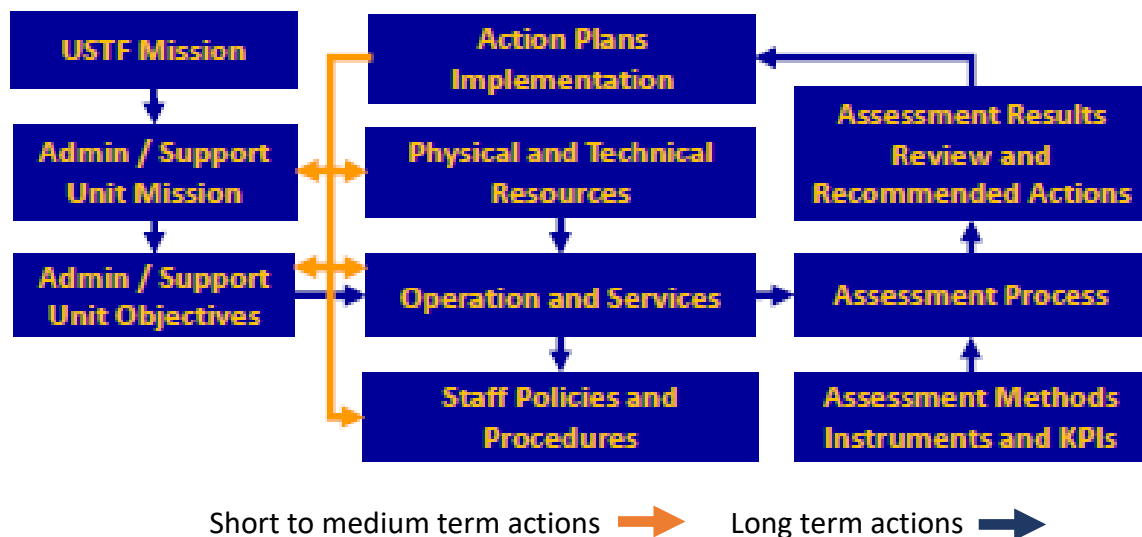 USTF Mission
Admin / Support
Unit Mission
Admin / Support
Unit Objectives
Action Plans
Implementation
Physical and Technical
Resources
Operation and Services
Staff Policies and
Procedures
Assessment Results
Review and
Recommended Actions
Assessment Process
Assessment Methods
Instruments and KPIs
Short to medium term actions
Long term actions